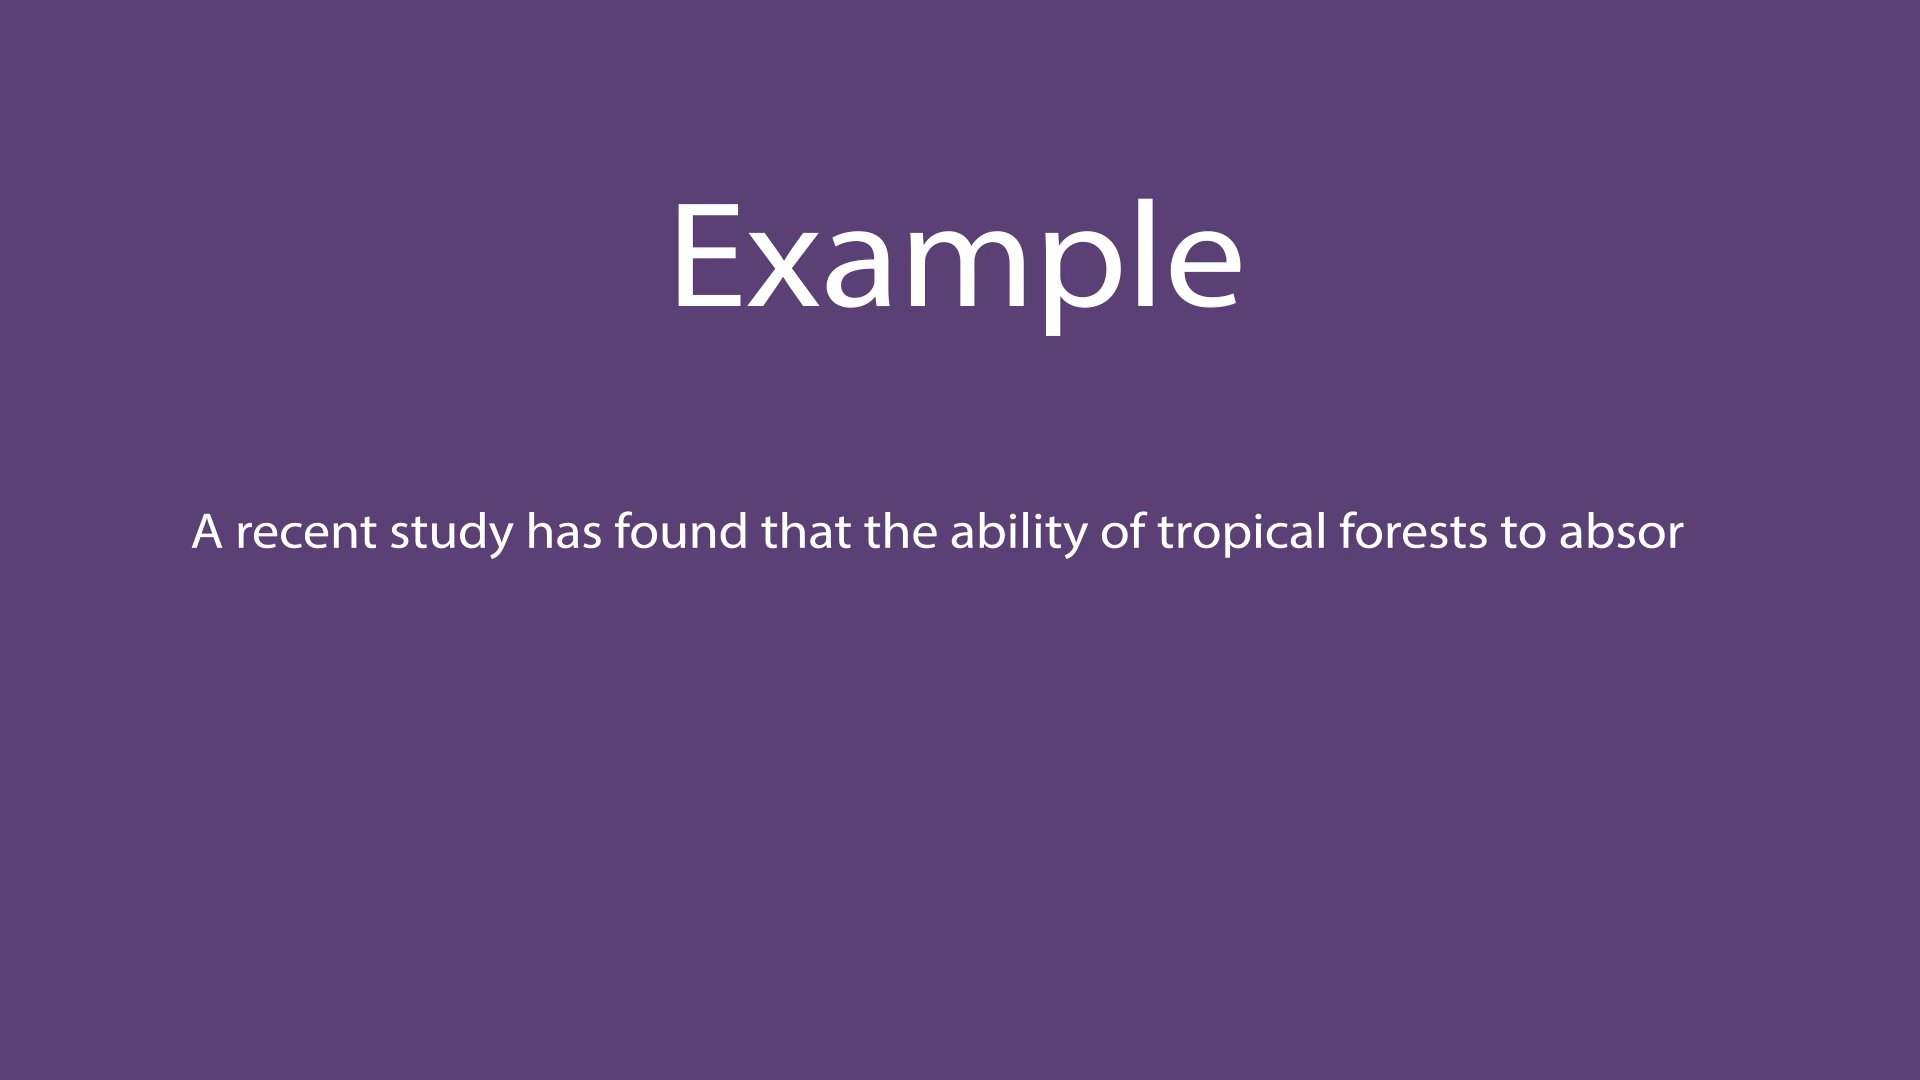 Example
A recent study has found that the ability of tropical forests to absor